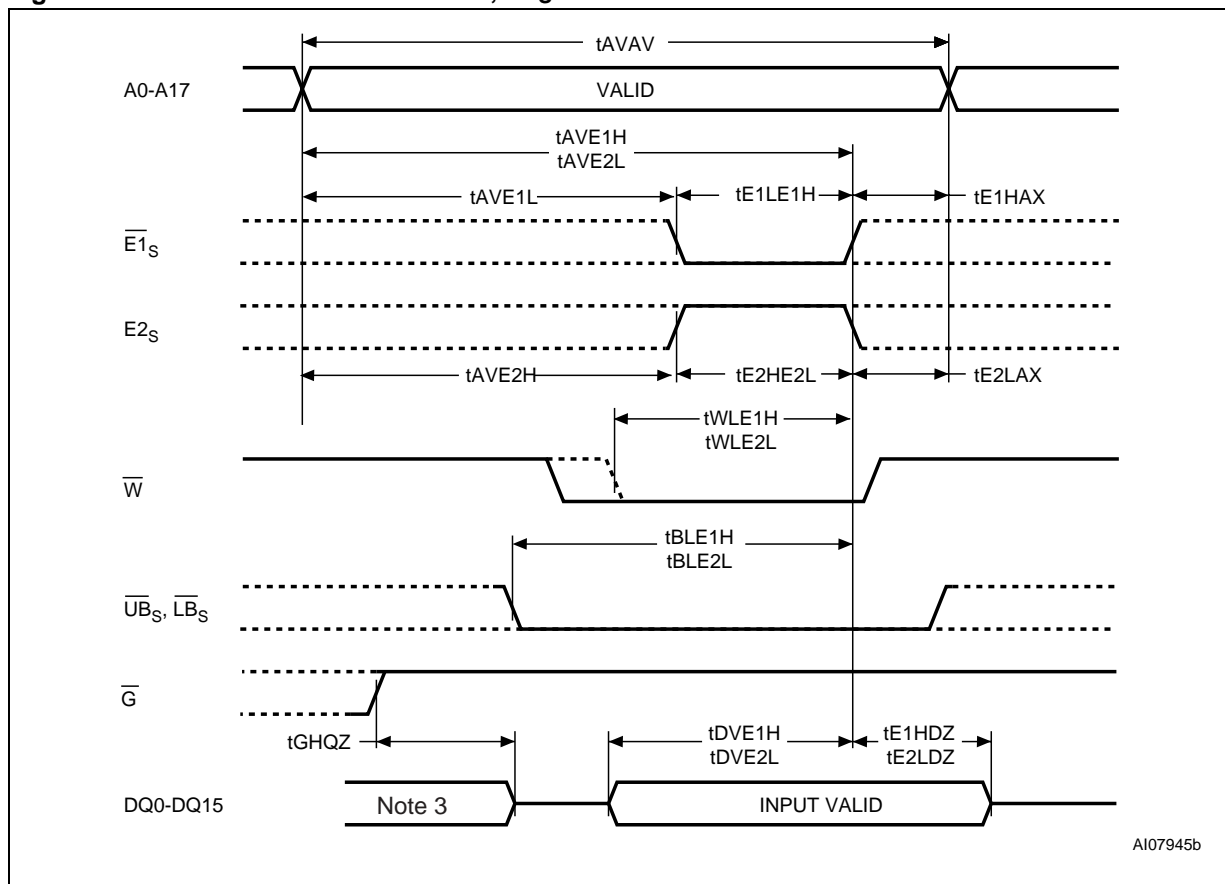 tAVAV
A0-A17
VALID
tAVE1H
tAVE2L
tAVE1L
tE1LE1H
tE1HAX
E1S
E2S
tAVE2H
tE2HE2L
tE2LAX
tWLE1H
tWLE2L
W
tBLE1H
tBLE2L
UBS, LBS
G
tGHQZ
tDVE1H
tDVE2L
tE1HDZ
tE2LDZ
DQ0-DQ15
Note 3
INPUT VALID
AI07945b